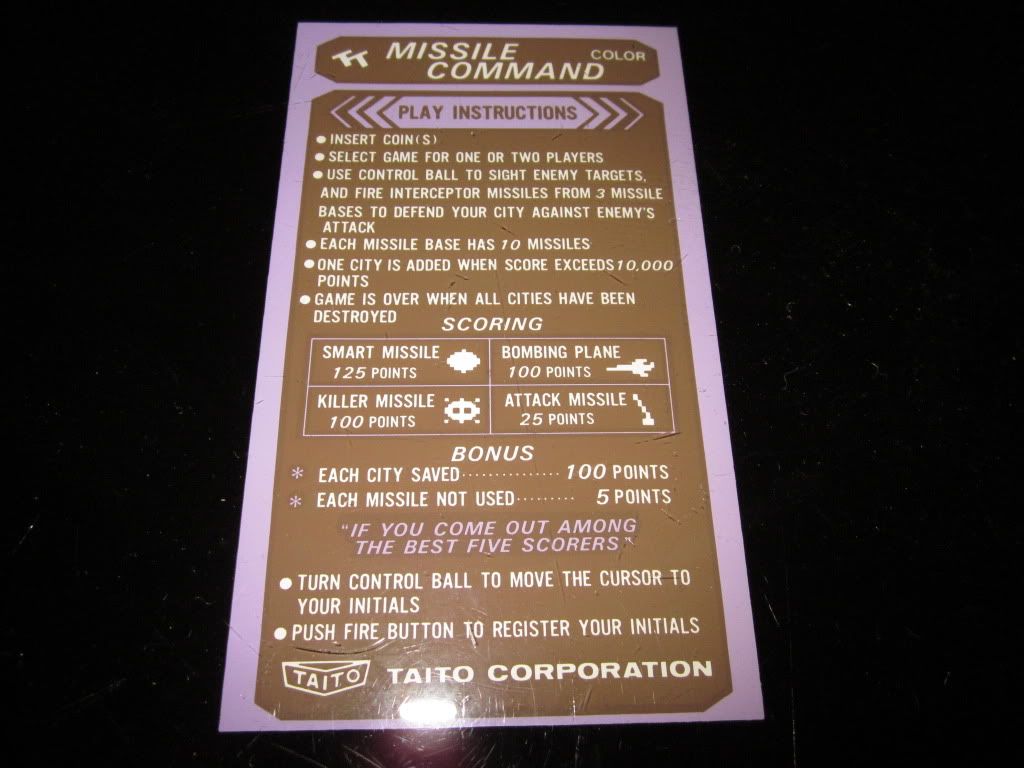 MISSILE COLOR
COMMAND
PLAY INSTRUCTIONS
● INSERT COIN(S)
● SELECT GAME FOR ONE OR TWO PLAYERS
● USE CONTROL BALL TO SIGHT ENEMY TARGETS,
AND FIRE INTERCEPTOR MISSILES FROM 3 MISSILE
BASES TO DEFEND YOUR CITY AGAINST ENEMY'S
ATTACK
● EACH MISSILE BASE HAS 10 MISSILES
● ONE CITY IS ADDED WHEN SCORE EXCEEDS 10,000
POINTS
● GAME IS OVER WHEN ALL CITIES HAVE BEEN
DESTROYED
SCORING
SMART MISSILE
125 POINTS
BOMBING PLANE
100 POINTS
KILLER MISSILE
100 POINTS
ATTACK MISSILE
25 POINTS
BONUS
* EACH CITY SAVED............... 100 POINTS
* EACH MISSILE NOT USED......... 5 POINTS
"IF YOU COME OUT AMONG
THE BEST FIVE SCORERS"
● TURN CONTROL BALL TO MOVE THE CURSOR TO
YOUR INITIALS
● PUSH FIRE BUTTON TO REGISTER YOUR INITIALS
TAITO TAITO CORPORATION